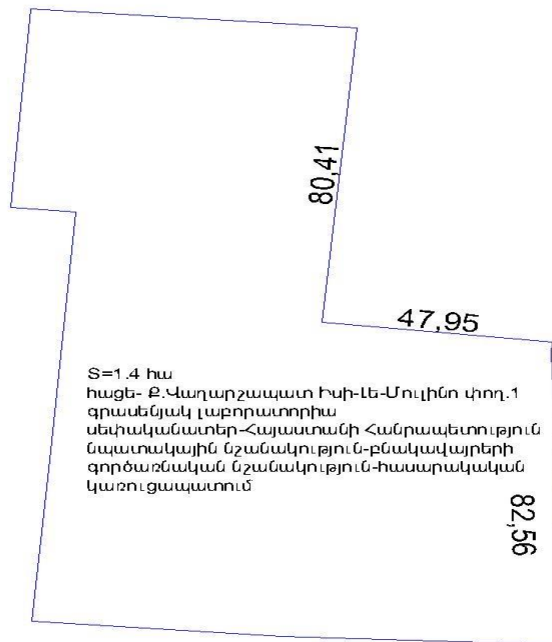 80,41
47,95
S=1.4 հա
հացե- Ք.Վաղարշապատ Իսի-Լե-Մուլինո փող.1
գրասենյակ լաբորատորիա
սեփականատեր-Հայաստանի Հանրապետություն
նպատակային նշանակություն-բնակավայրերի
գործառնական նշանակություն-հասարակական
կառուցապատում
82,56